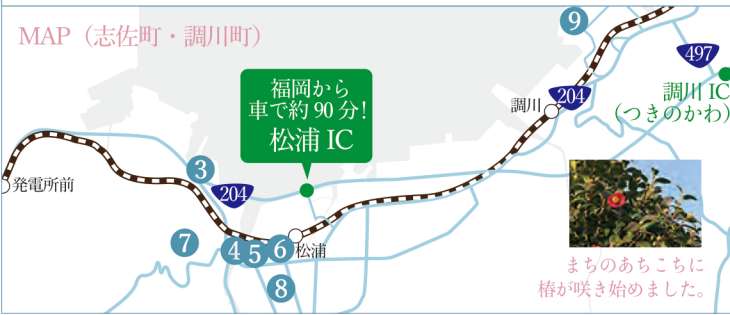 MAP（志佐町・調川町）
9
497
調川 IC
（つきのかわ）
204
調川
福岡から
車で約 90 分！
松浦 IC
3
発電所前
204
7
4
5
6
松浦
8
まちのあちこちに
椿が咲き始めました。